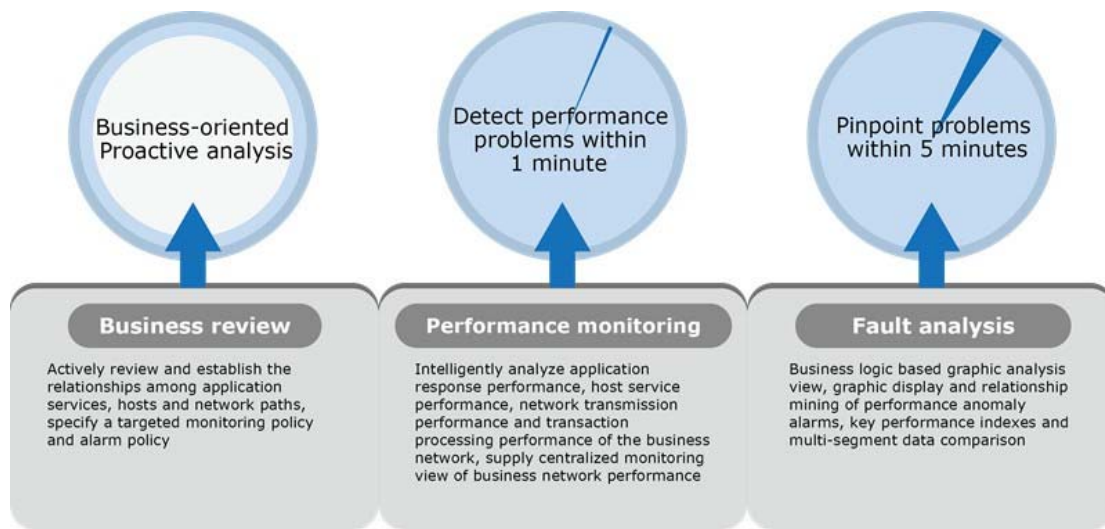 Business-oriented
Proactive analysis
Detect performance
problems within
1 minute
Pinpoint problems
within 5 minutes
Business review
Actively review and establish the
relationships among application
services, hosts and network paths,
specify a targeted monitoring policy
and alarm policy
Performance monitoring
Intelligently analyze application
response performance, host service
performance, network transmission
performance and transaction
processing performance of the business
network, supply centralized monitoring
view of business network performance
Fault analysis
Business logic based graphic analysis
view, graphic display and relationship
mining of performance anomaly
alarms, key performance indexes and
multi-segment data comparison